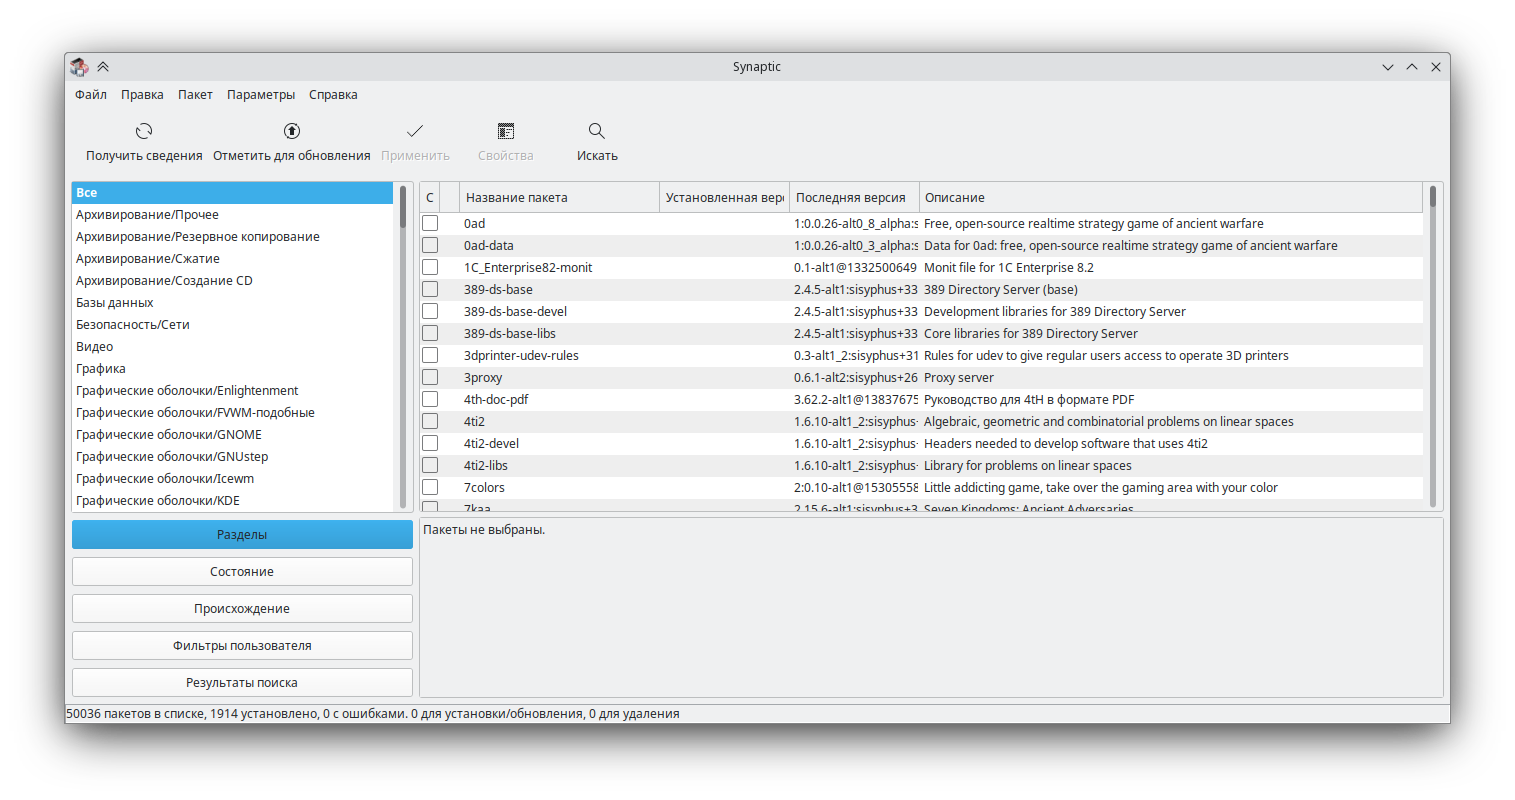 Synaptic
Файл Правка Пакет Параметры Справка
Получить сведения Отметить для обновления Применить Свойства Искать
Все
Архивирование/Прочее
Архивирование/Резервное копирование
Архивирование/Сжатие
Архивирование/Создание CD
Базы данных
Безопасность/Сети
Видео
Графика
Графические оболочки/Enlightenment
Графические оболочки/FVWM-подобные
Графические оболочки/GNOME
Графические оболочки/GNUstep
Графические оболочки/Icewm
Графические оболочки/KDE
Разделы
Состояние
Происхождение
Фильтры пользователя
Результаты поиска
С Название пакета Установленная верс Последняя версия Описание
0ad 1:0.0.26-alt0_8_alpha:s Free, open-source realtime strategy game of ancient warfare
0ad-data 1:0.0.26-alt0_3_alpha:s Data for 0ad: free, open-source realtime strategy game of ancient warfare
1C_Enterprise82-monit 0.1-alt1@1332500649 Monit file for 1C Enterprise 8.2
389-ds-base 2.4.5-alt1:sisyphus+33 389 Directory Server (base)
389-ds-base-devel 2.4.5-alt1:sisyphus+33 Development libraries for 389 Directory Server
389-ds-base-libs 2.4.5-alt1:sisyphus+33 Core libraries for 389 Directory Server
3dprinter-udev-rules 0.3-alt1_2:sisyphus+31 Rules for udev to give regular users access to operate 3D printers
3proxy 0.6.1-alt2:sisyphus+26 Proxy server
4th-doc-pdf 3.62.2-alt1@13837675 Руководство для 4tH в формате PDF
4ti2 1.6.10-alt1_2:sisyphus+ Algebraic, geometric and combinatorial problems on linear spaces
4ti2-devel 1.6.10-alt1_2:sisyphus+ Headers needed to develop software that uses 4ti2
4ti2-libs 1.6.10-alt1_2:sisyphus+ Library for problems on linear spaces
7colors 2:0.10-alt1@15305558 Little addicting game, take over the gaming area with your color
7kaa 2.15.6-alt1:sisyphus+3 Seven Kingdoms: Ancient Adversaries
Пакеты не выбраны.
50036 пакетов в списке, 1914 установлено, 0 с ошибками. 0 для установки/обновления, 0 для удаления